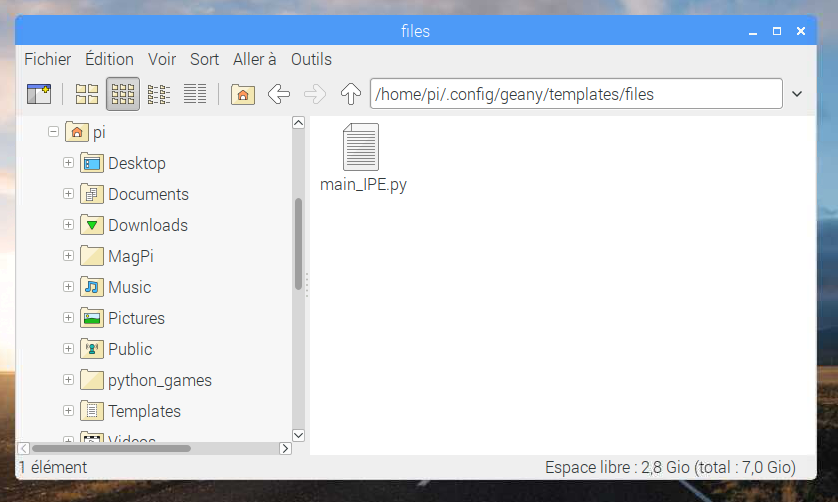 files
Fichier Édition Voir Sort Aller à Outils
/home/pi/.config/geany/templates/files
pi
Desktop
Documents
Downloads
MagPi
Music
Pictures
Public
python_games
Templates
Videos
main_IPE.py
1 élément
Espace libre : 2,8 Gio (total : 7,0 Gio)